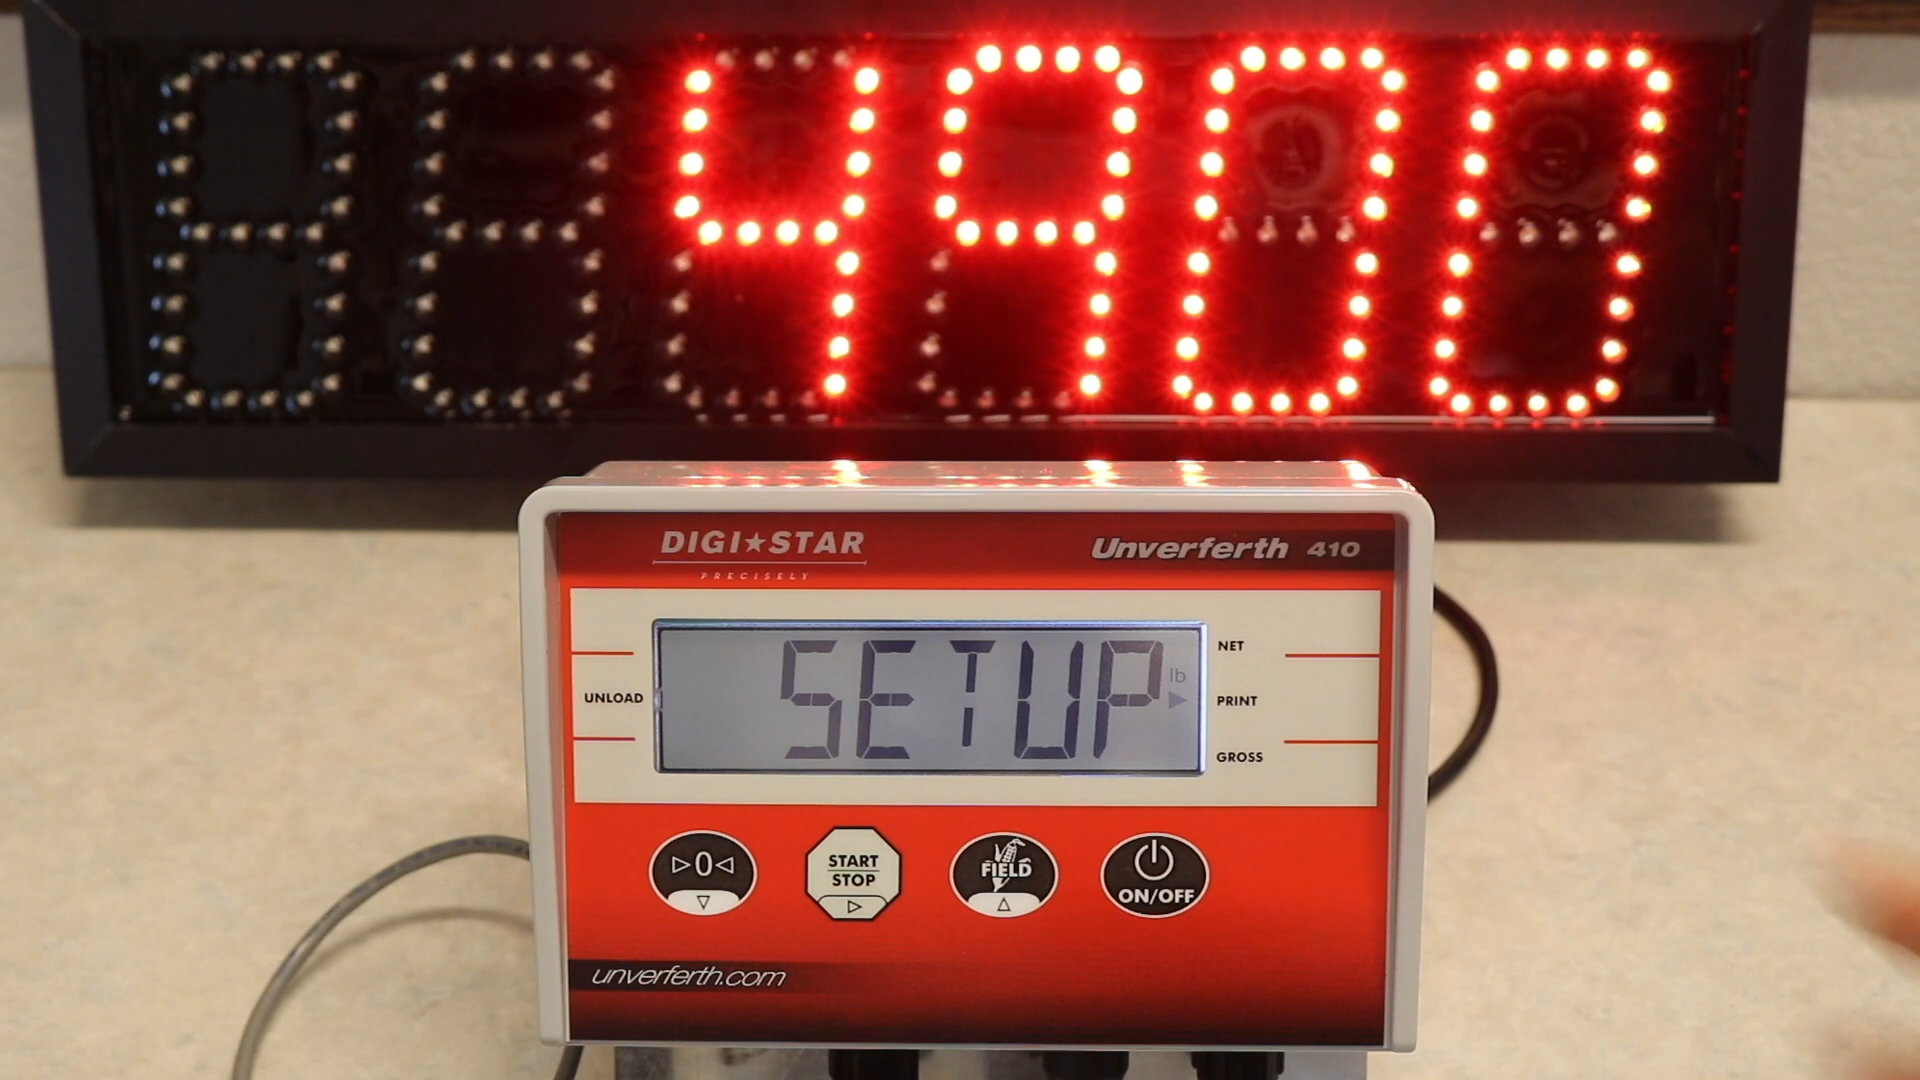 4900
DIGI★STAR
PRECISELY
Unverferth 410
SETUP
lb
UNLOAD
NET
PRINT
GROSS
▷0◁
START
STOP
FIELD
ON/OFF
unverferth.com